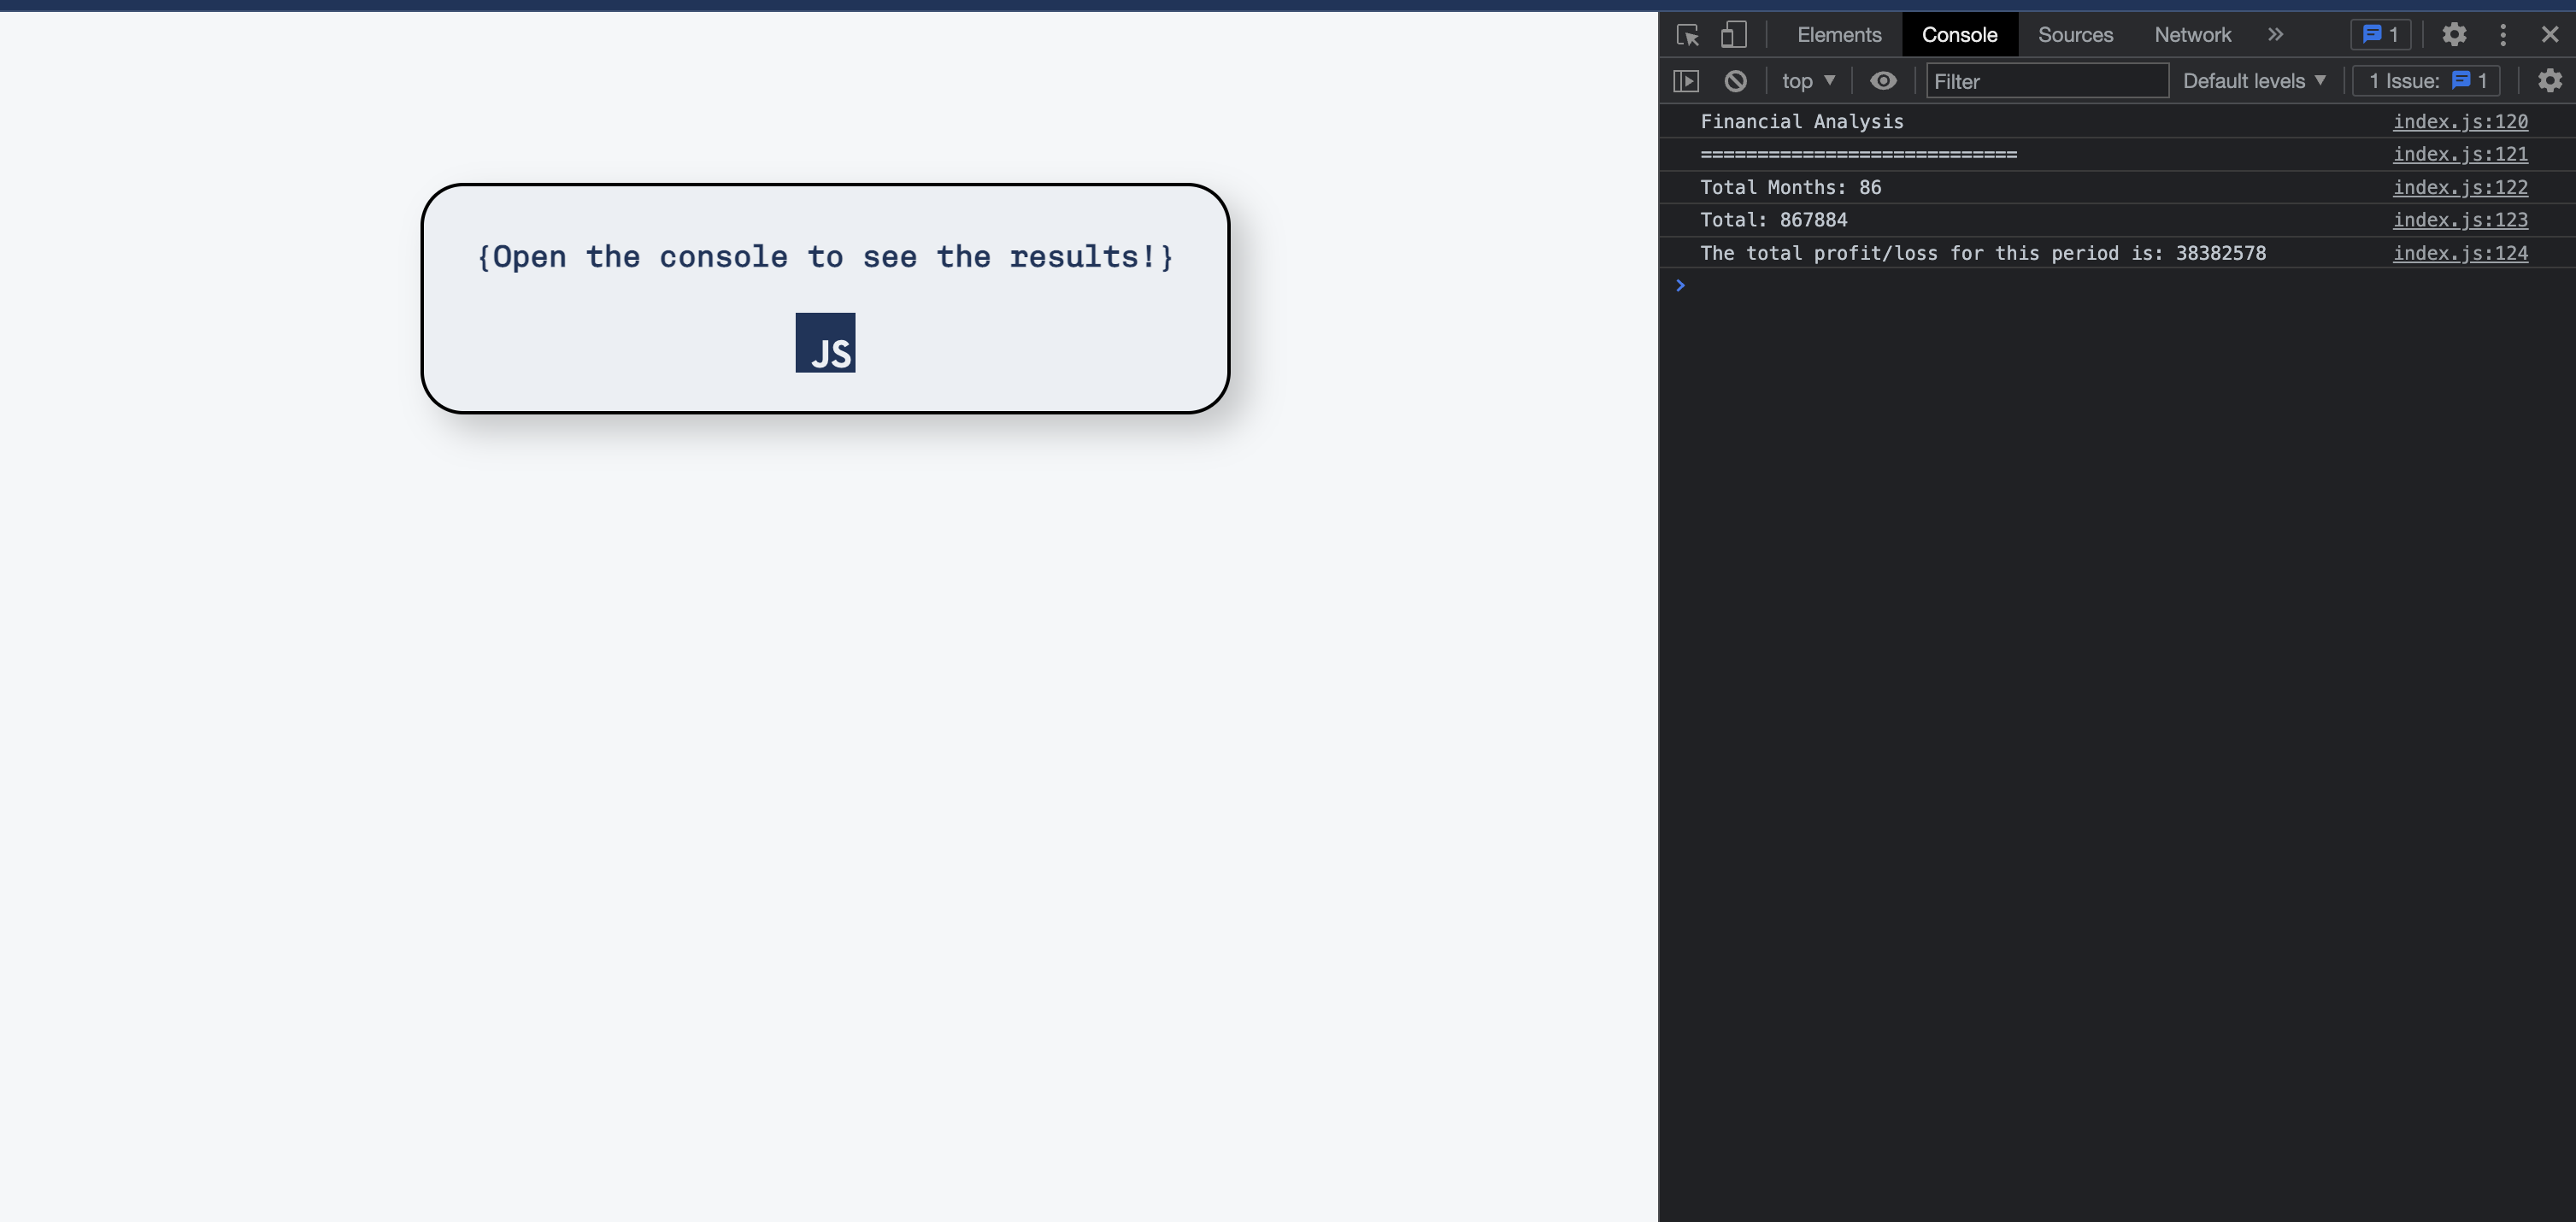 {Open the console to see the results!}
JS
Elements Console Sources Network » 1
top ▼ Filter Default levels ▼ 1 Issue: 1
Financial Analysis index.js:120
============================ index.js:121
Total Months: 86 index.js:122
Total: 867884 index.js:123
The total profit/loss for this period is: 38382578 index.js:124